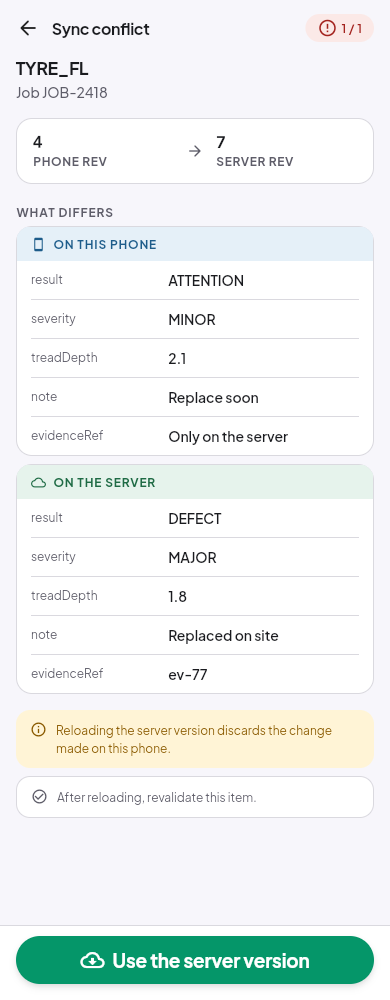 Sync conflict
1 / 1
TYRE_FL
Job JOB-2418
4
PHONE REV
7
SERVER REV
WHAT DIFFERS
ON THIS PHONE
result ATTENTION
severity MINOR
treadDepth 2.1
note Replace soon
evidenceRef Only on the server
ON THE SERVER
result DEFECT
severity MAJOR
treadDepth 1.8
note Replaced on site
evidenceRef ev-77
Reloading the server version discards the change
made on this phone.
After reloading, revalidate this item.
Use the server version